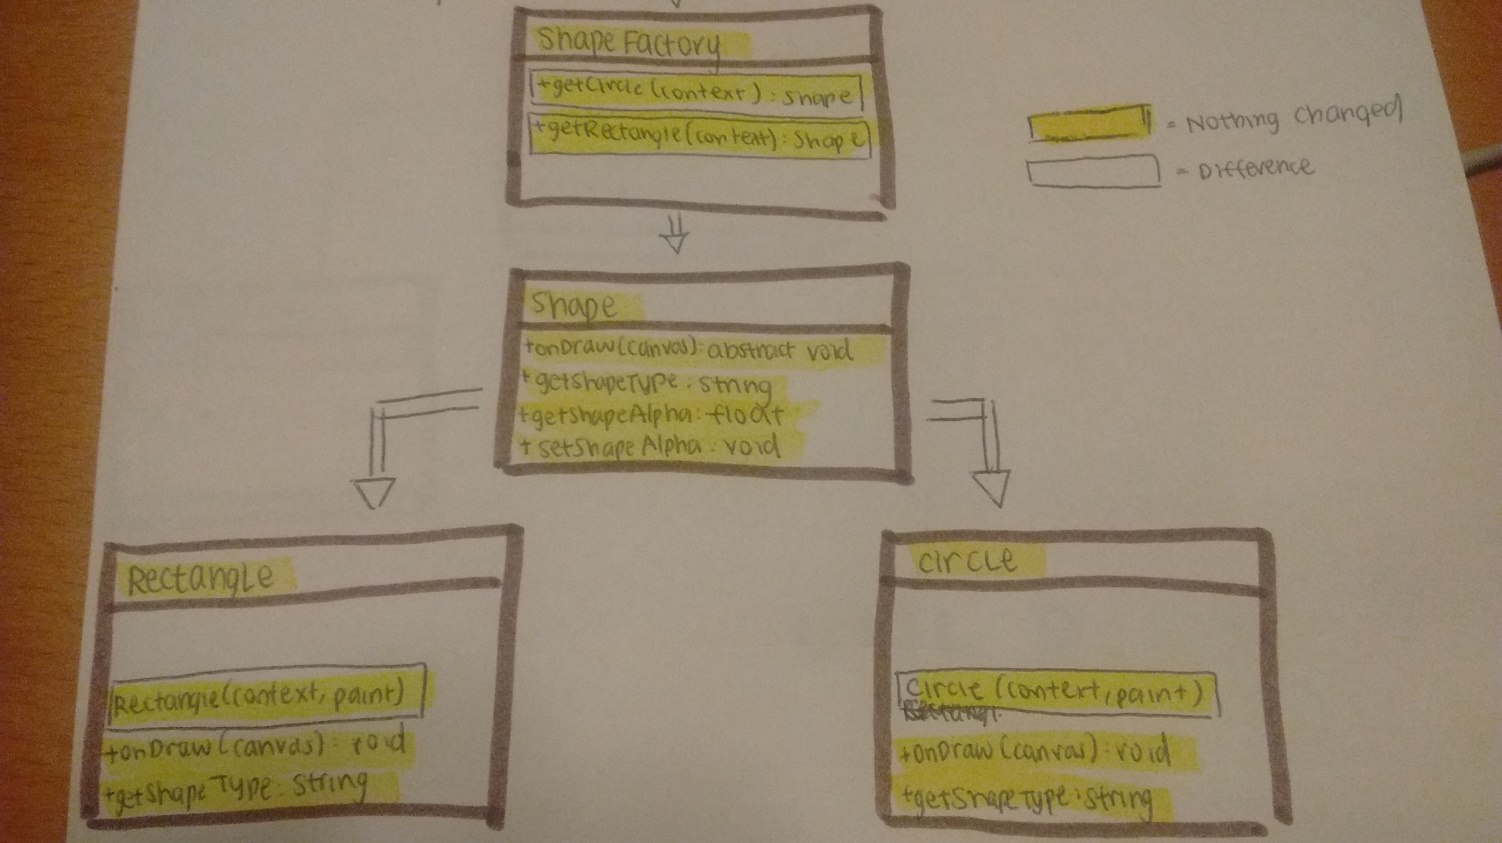 Shape Factory
+getCircle(context): shape
+getRectangle(context): shape
= Nothing changed
= Difference
Shape
+onDraw(canvas): abstract void
+getShapeType: string
+getShapeAlpha: float
+setShapeAlpha: void
Rectangle
Rectangle(context, paint)
+onDraw(canvas): void
+getShapeType: string
circle
circle (context, paint)
+onDraw(canvas): void
+getShapeType: string